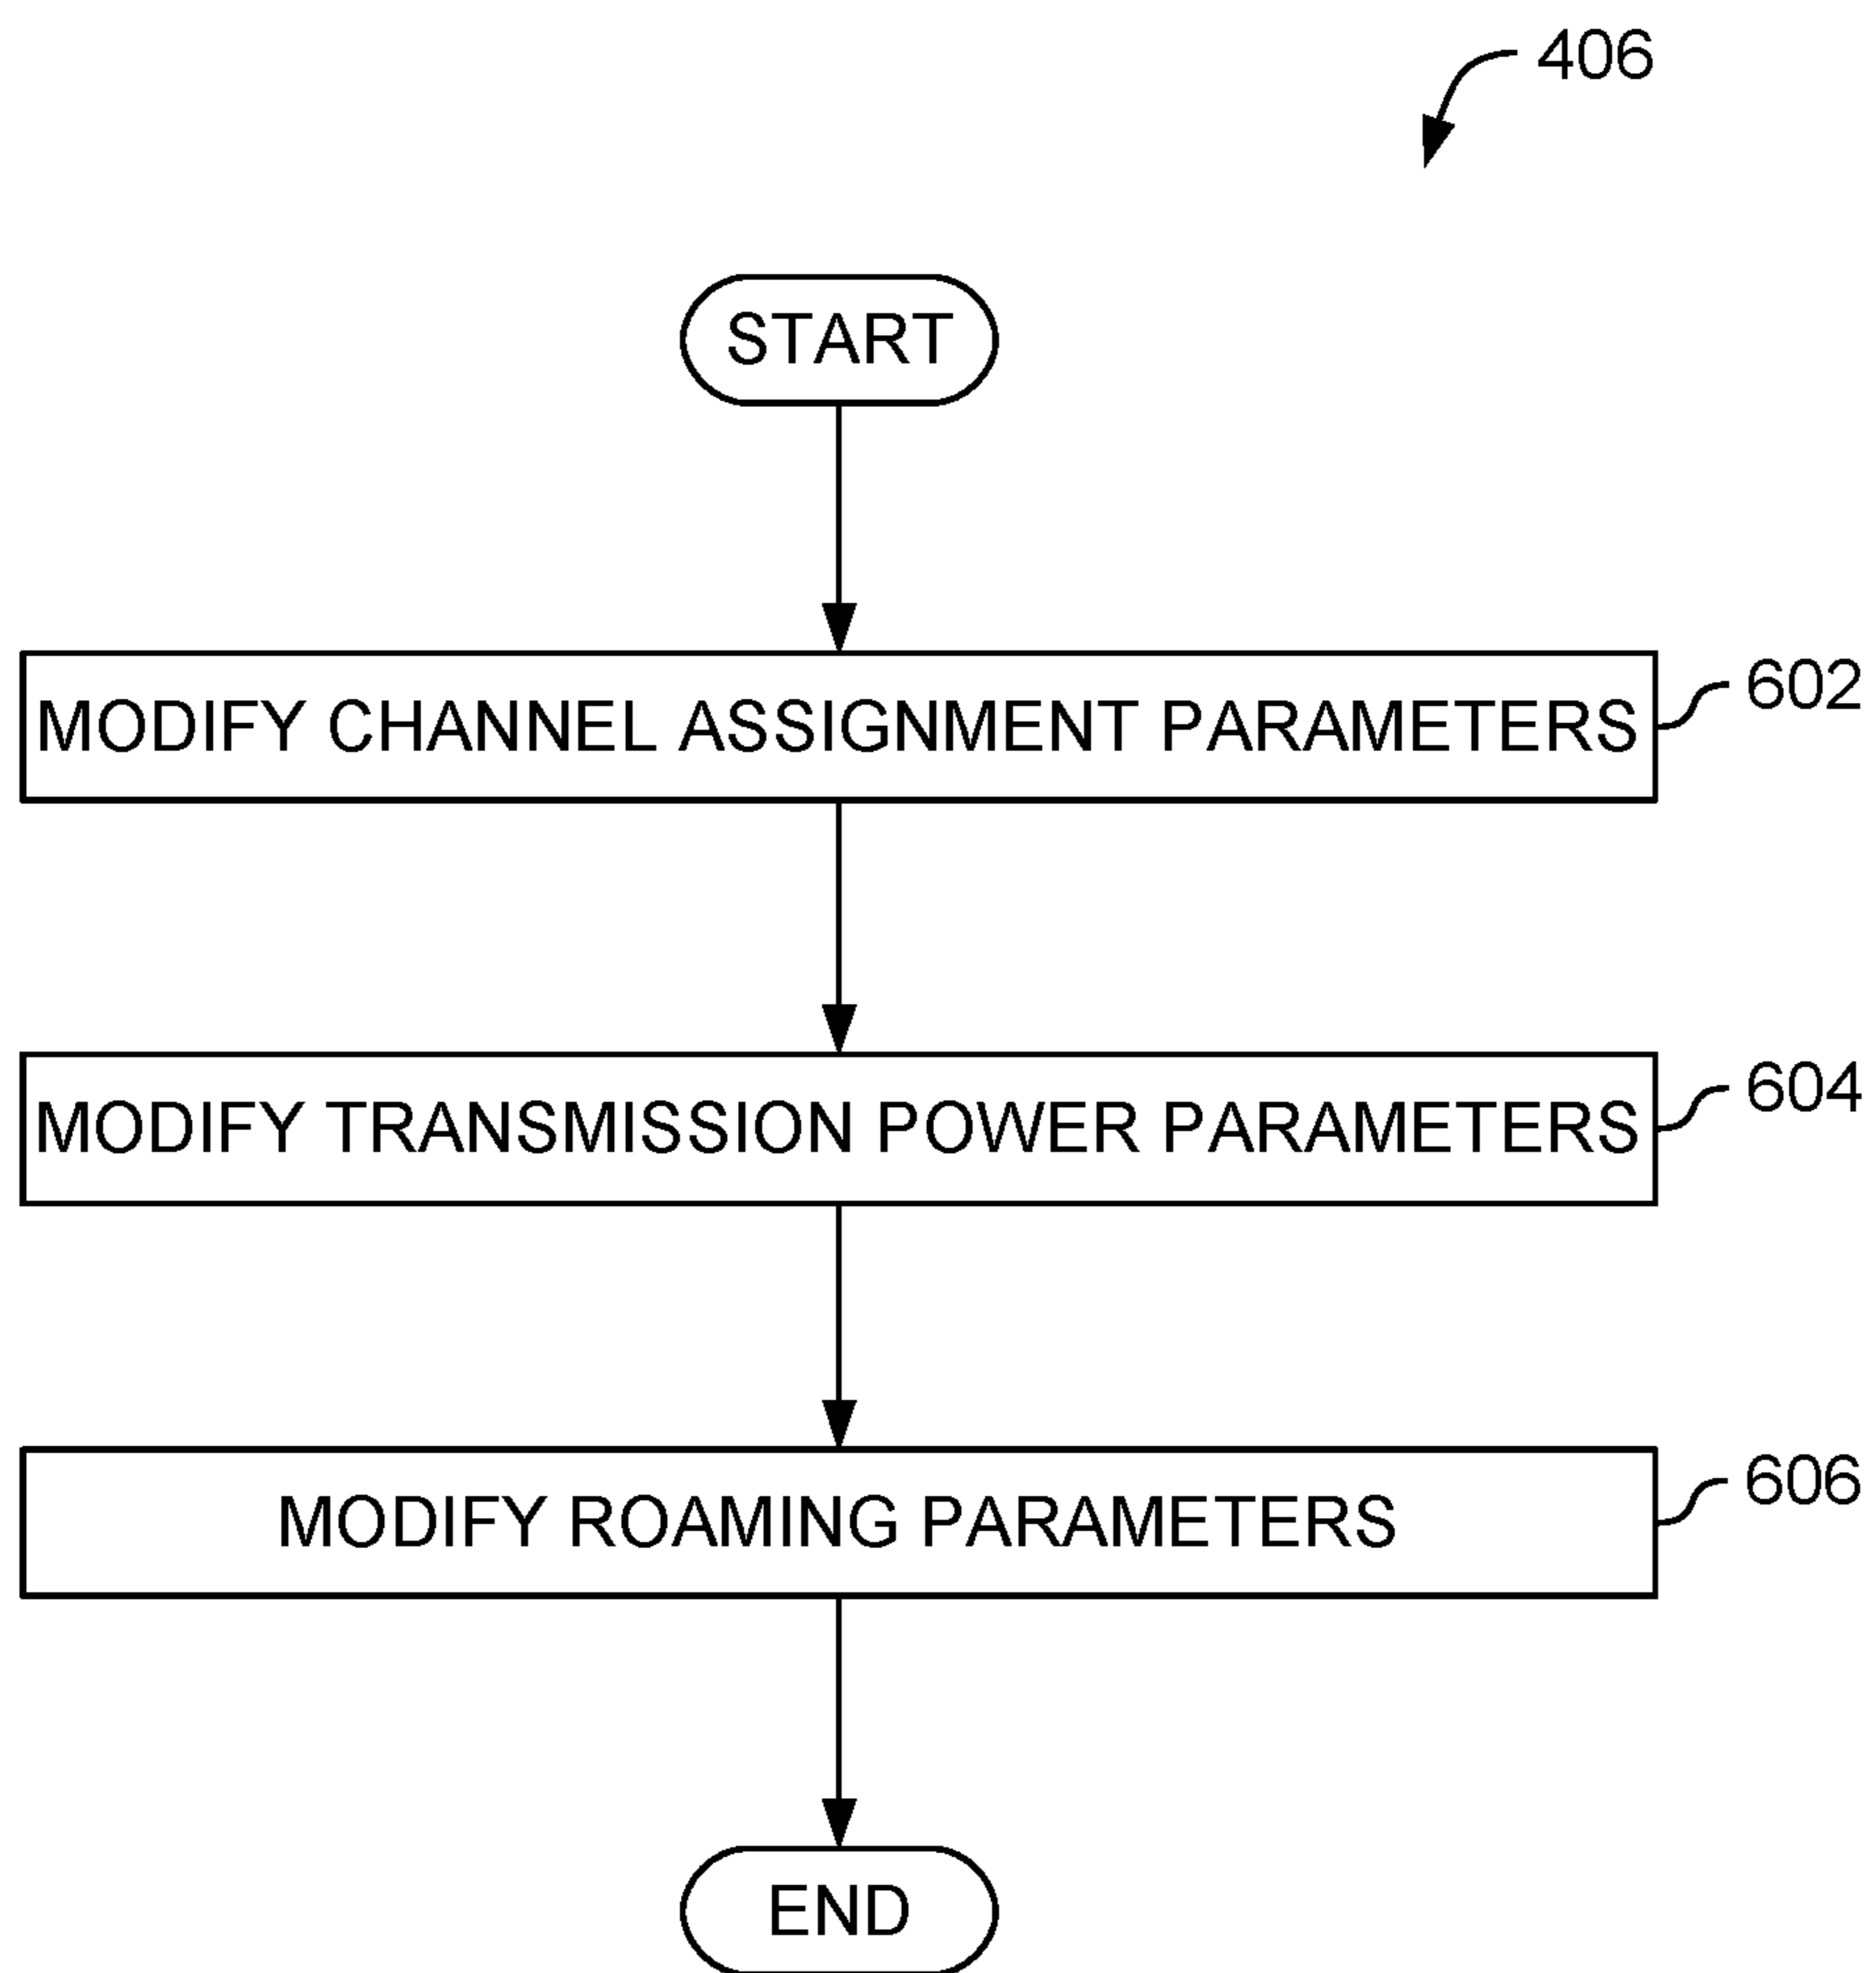 406
START
MODIFY CHANNEL ASSIGNMENT PARAMETERS
602
MODIFY TRANSMISSION POWER PARAMETERS
604
MODIFY ROAMING PARAMETERS
606
END